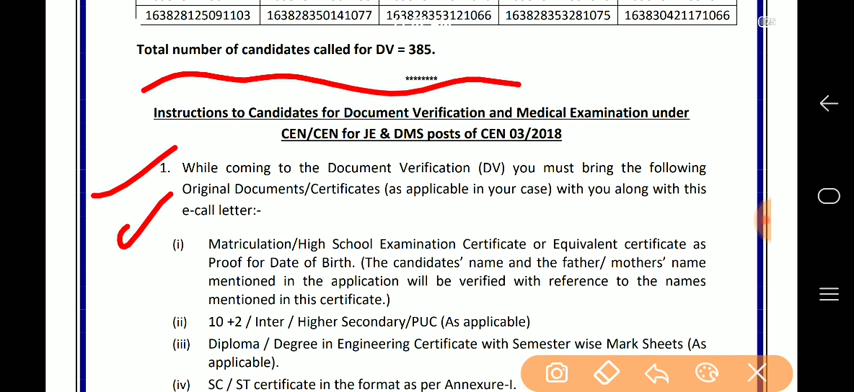 163828125091103 163828350141077 163828353121066 163828353281075 163830421171066
Total number of candidates called for DV = 385.
********
Instructions to Candidates for Document Verification and Medical Examination under
CEN/CEN for JE & DMS posts of CEN 03/2018
1. While coming to the Document Verification (DV) you must bring the following
Original Documents/Certificates (as applicable in your case) with you along with this
e-call letter:-
(i) Matriculation/High School Examination Certificate or Equivalent certificate as
Proof for Date of Birth. (The candidates' name and the father/ mothers' name
mentioned in the application will be verified with reference to the names
mentioned in this certificate.)
(ii) 10 +2 / Inter / Higher Secondary/PUC (As applicable)
(iii) Diploma / Degree in Engineering Certificate with Semester wise Mark Sheets (As
applicable).
(iv) SC / ST certificate in the format as per Annexure-I.